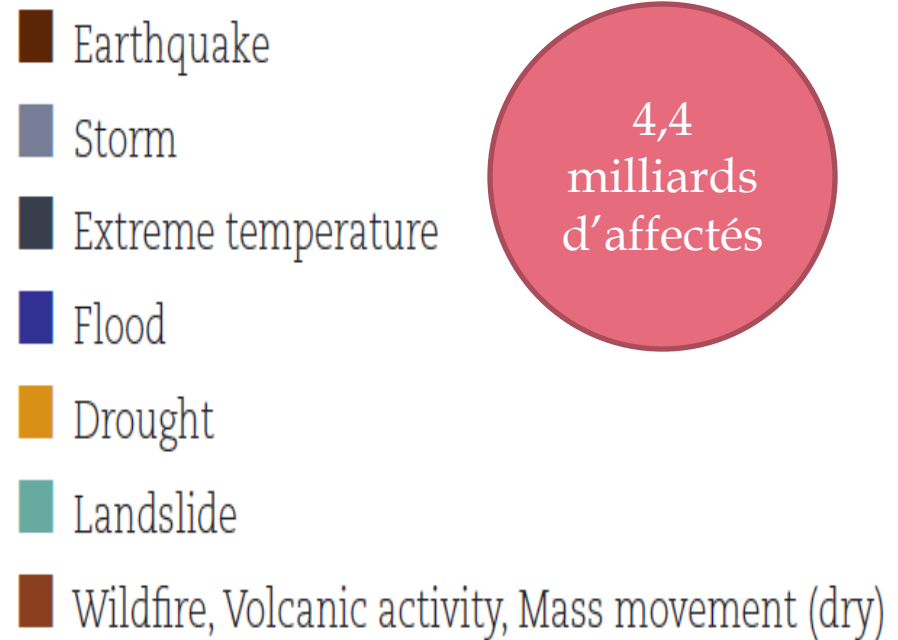 Earthquake
Storm
Extreme temperature
Flood
Drought
Landslide
Wildfire, Volcanic activity, Mass movement (dry)
4,4
milliards
d’affectés